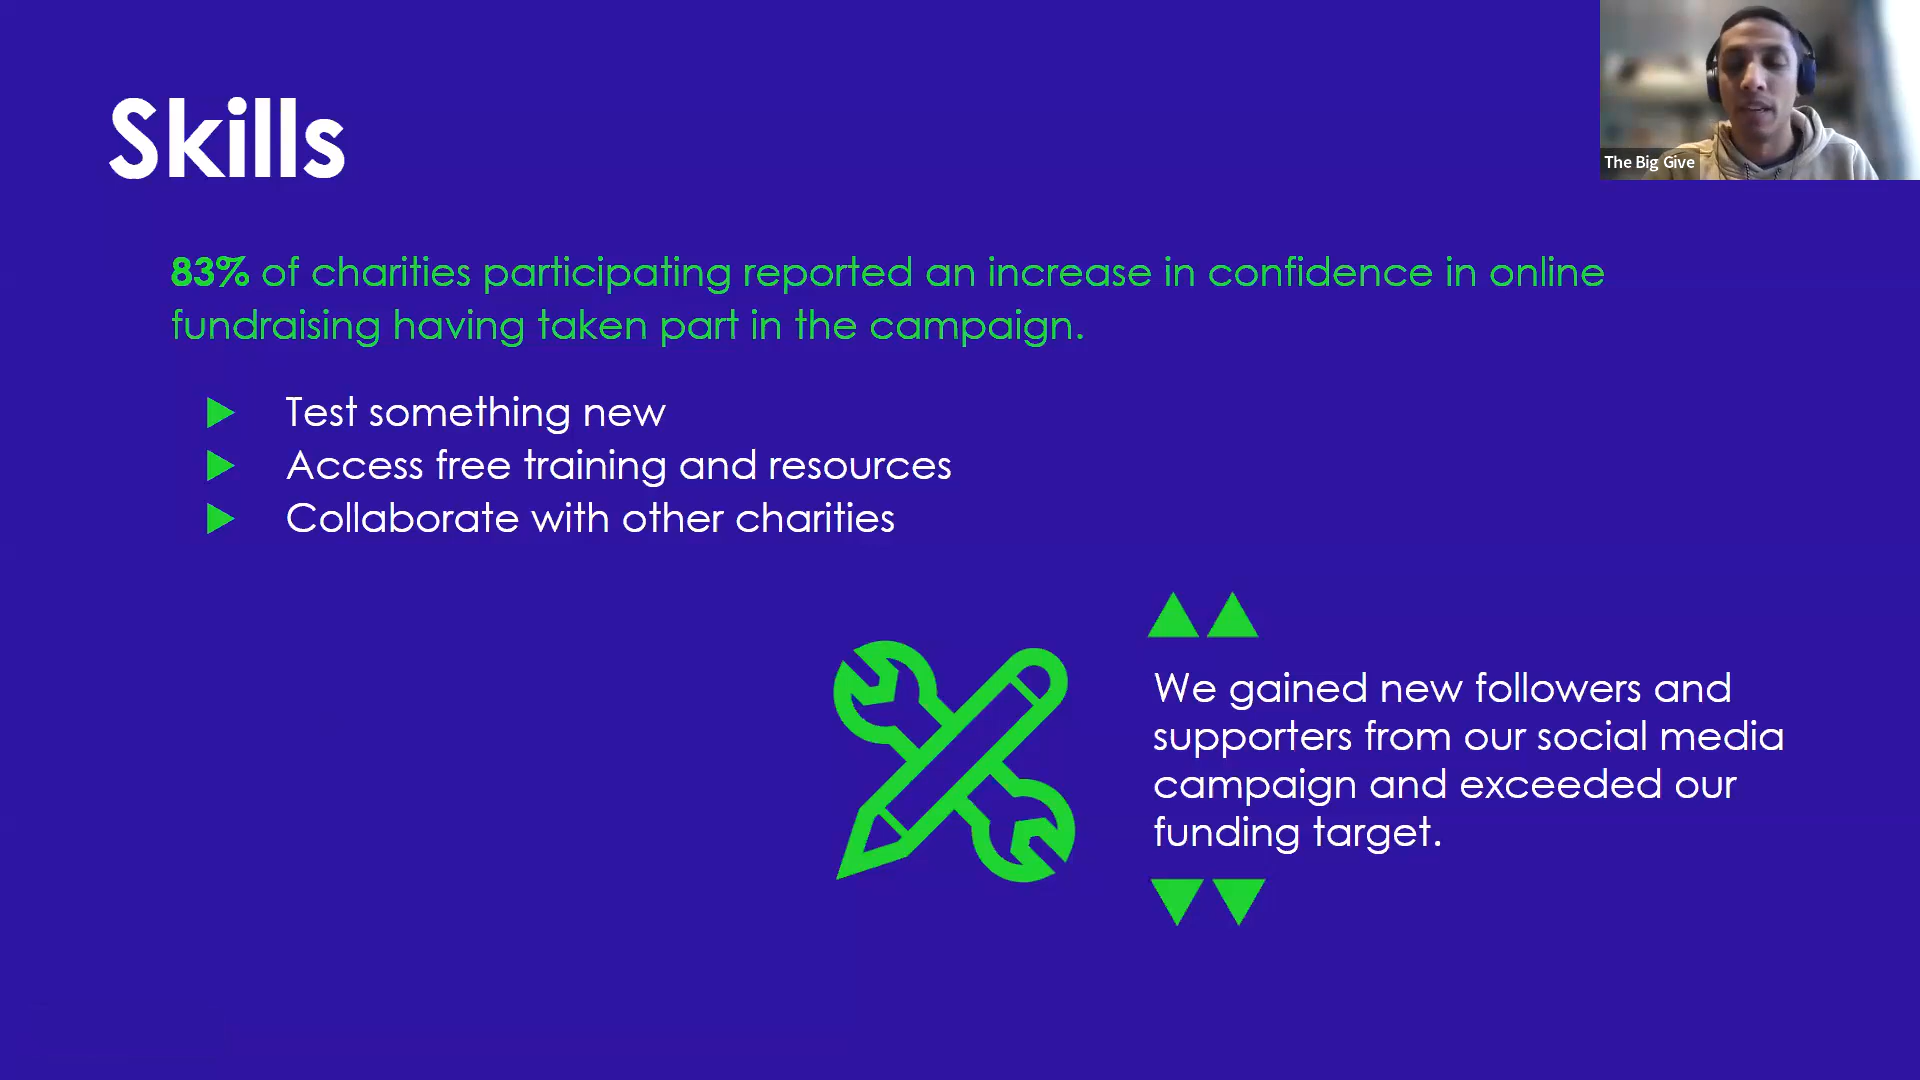 Skills
The Big Give
83% of charities participating reported an increase in confidence in online
fundraising having taken part in the campaign.
Test something new
Access free training and resources
Collaborate with other charities
We gained new followers and
supporters from our social media
campaign and exceeded our
funding target.